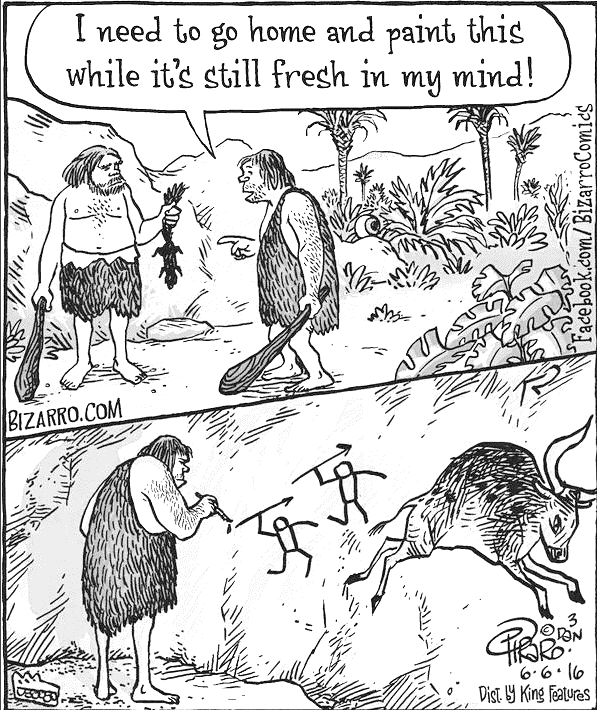 I need to go home and paint this
while it's still fresh in my mind!
Facebook.com/BizarroComics
BIZARRO.COM
3
© DAN
PIRARO.
6·6·16
Dist. by King Features